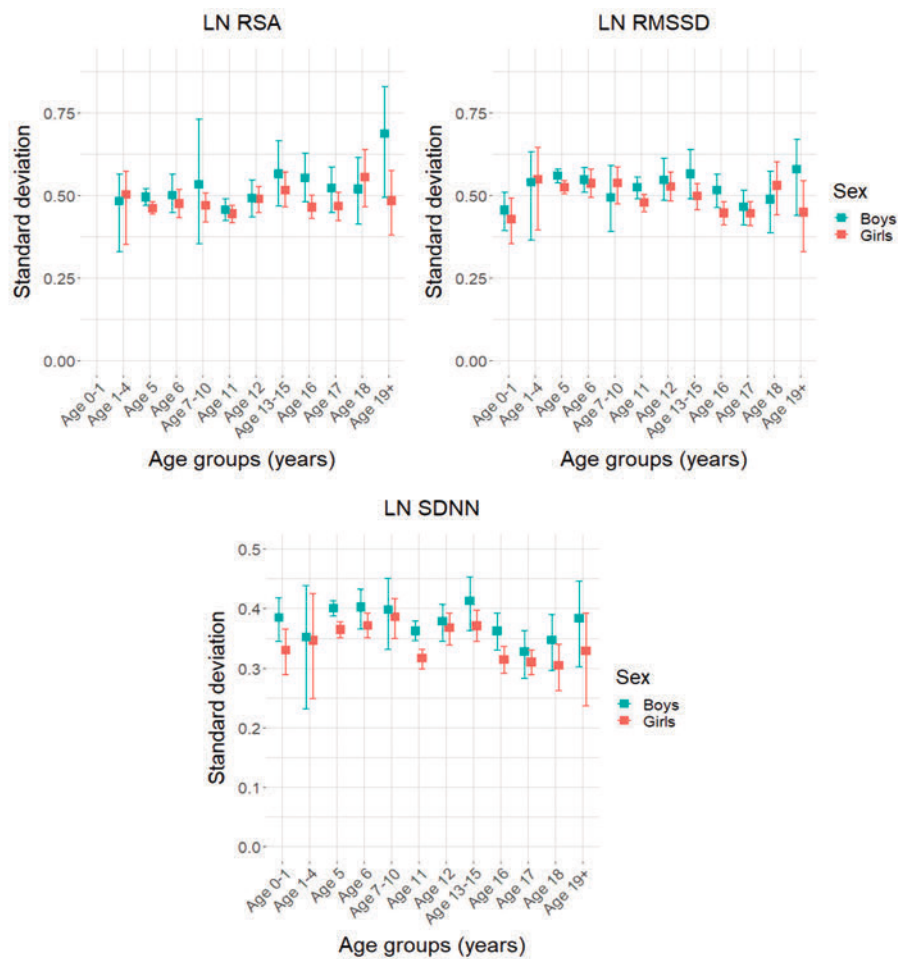 LN RSA
Standard deviation
0.75
0.50
0.25
0.00
Age 0-1
Age 1-4
Age 5
Age 6
Age 7-10
Age 11
Age 12
Age 13-15
Age 16
Age 17
Age 18
Age 19+
Age groups (years)
LN RMSSD
Standard deviation
0.75
0.50
0.25
0.00
Age 0-1
Age 1-4
Age 5
Age 6
Age 7-10
Age 11
Age 12
Age 13-15
Age 16
Age 17
Age 18
Age 19+
Age groups (years)
Sex
Boys
Girls
LN SDNN
Standard deviation
0.5
0.4
0.3
0.2
0.1
0.0
Age 0-1
Age 1-4
Age 5
Age 6
Age 7-10
Age 11
Age 12
Age 13-15
Age 16
Age 17
Age 18
Age 19+
Age groups (years)
Sex
Boys
Girls